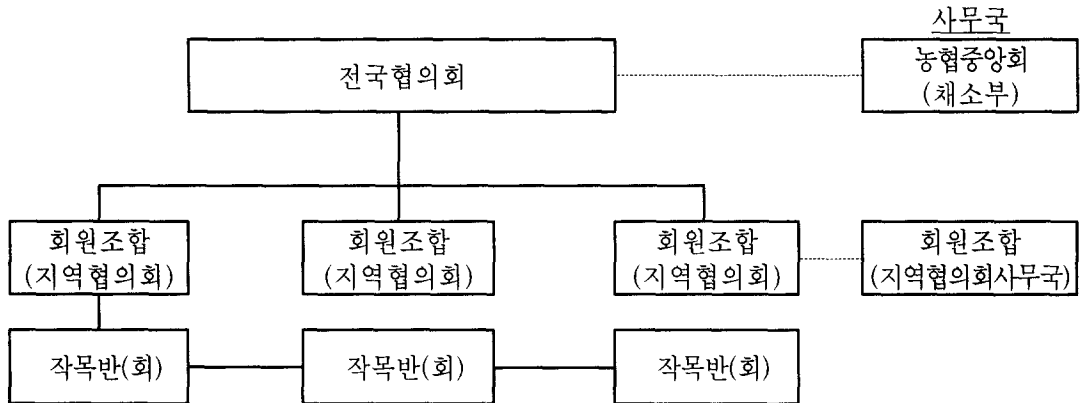 사무국
전국협의회
농협중앙회
(채소부)
회원조합
(지역협의회)
회원조합
(지역협의회)
회원조합
(지역협의회)
회원조합
(지역협의회사무국)
작목반(회)
작목반(회)
작목반(회)